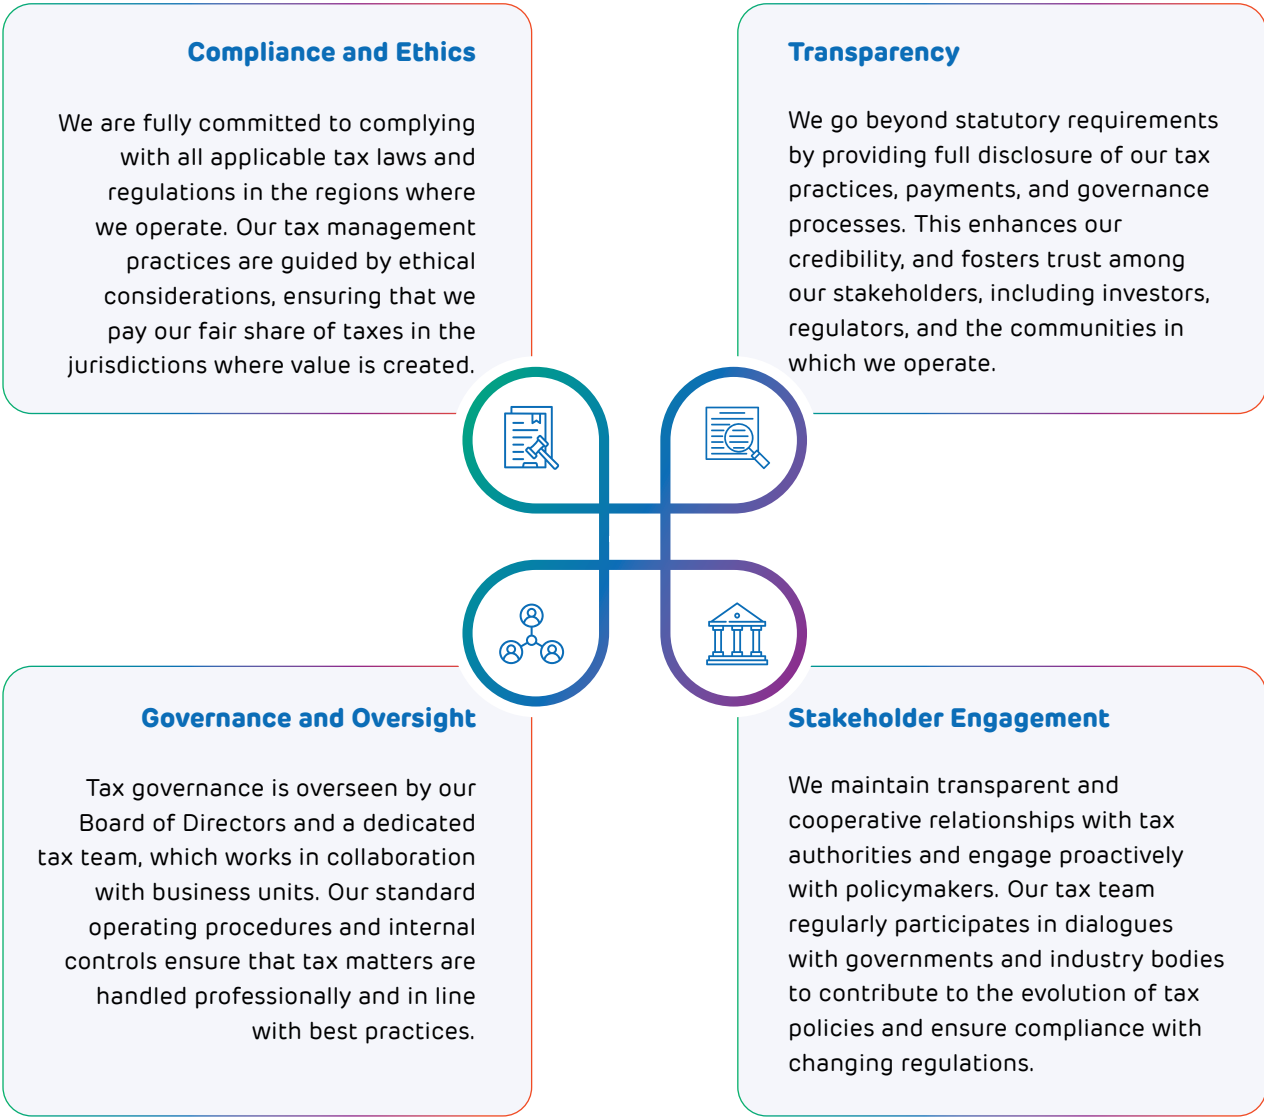 Compliance and Ethics
We are fully committed to complying
with all applicable tax laws and
regulations in the regions where
we operate. Our tax management
practices are guided by ethical
considerations, ensuring that we
pay our fair share of taxes in the
jurisdictions where value is created.
Transparency
We go beyond statutory requirements
by providing full disclosure of our tax
practices, payments, and governance
processes. This enhances our
credibility, and fosters trust among
our stakeholders, including investors,
regulators, and the communities in
which we operate.
Governance and Oversight
Tax governance is overseen by our
Board of Directors and a dedicated
tax team, which works in collaboration
with business units. Our standard
operating procedures and internal
controls ensure that tax matters are
handled professionally and in line
with best practices.
Stakeholder Engagement
We maintain transparent and
cooperative relationships with tax
authorities and engage proactively
with policymakers. Our tax team
regularly participates in dialogues
with governments and industry bodies
to contribute to the evolution of tax
policies and ensure compliance with
changing regulations.